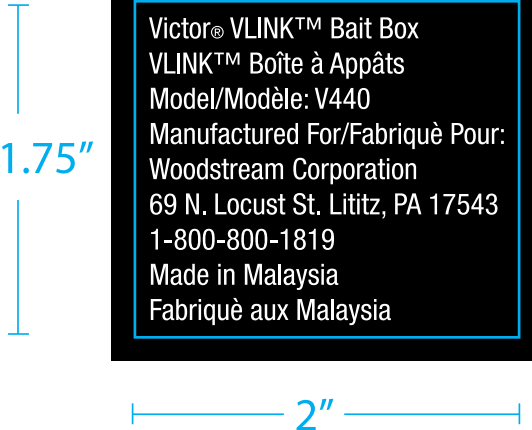 Victor® VLINK™ Bait Box
VLINK™ Boîte à Appâts
Model/Modèle: V440
Manufactured For/Fabriquè Pour:
Woodstream Corporation
69 N. Locust St. Lititz, PA 17543
1-800-800-1819
Made in Malaysia
Fabriquè aux Malaysia
1.75”
2”